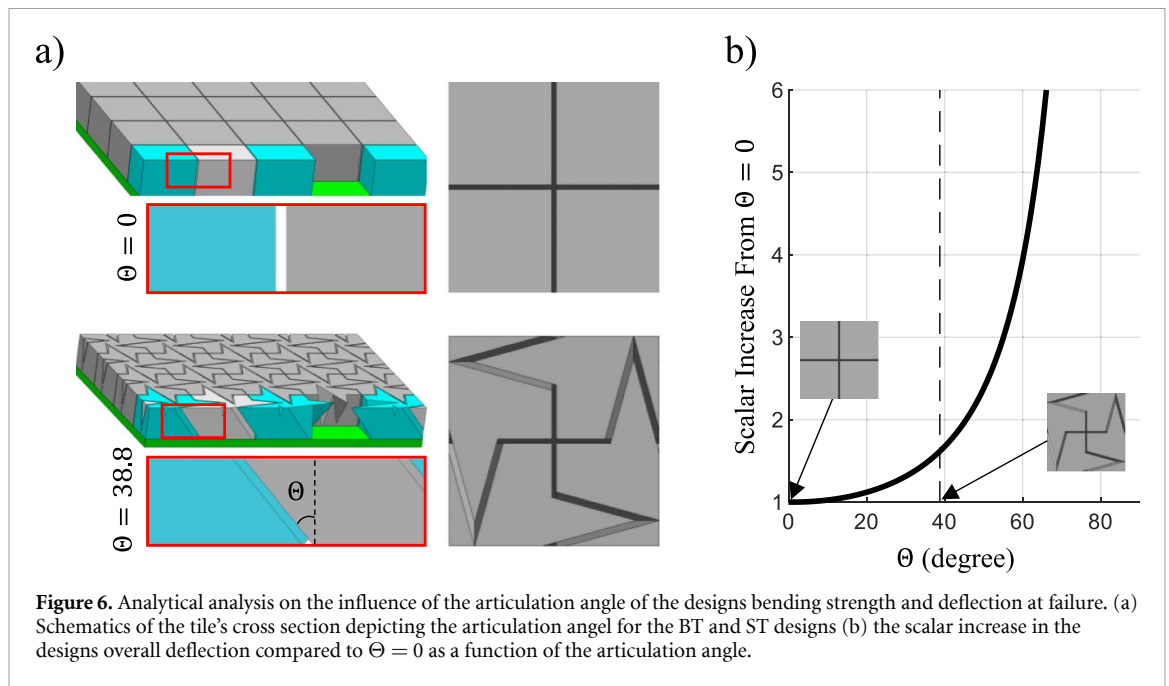 a)
Θ = 0
Θ = 38.8
Θ
b)
Scalar Increase From Θ = 0
6
5
4
3
2
1
0
20
40
60
80
Θ (degree)
Figure 6. Analytical analysis on the influence of the articulation angle of the designs bending strength and deflection at failure. (a)
Schematics of the tile's cross section depicting the articulation angel for the BT and ST designs (b) the scalar increase in the
designs overall deflection compared to Θ = 0 as a function of the articulation angle.